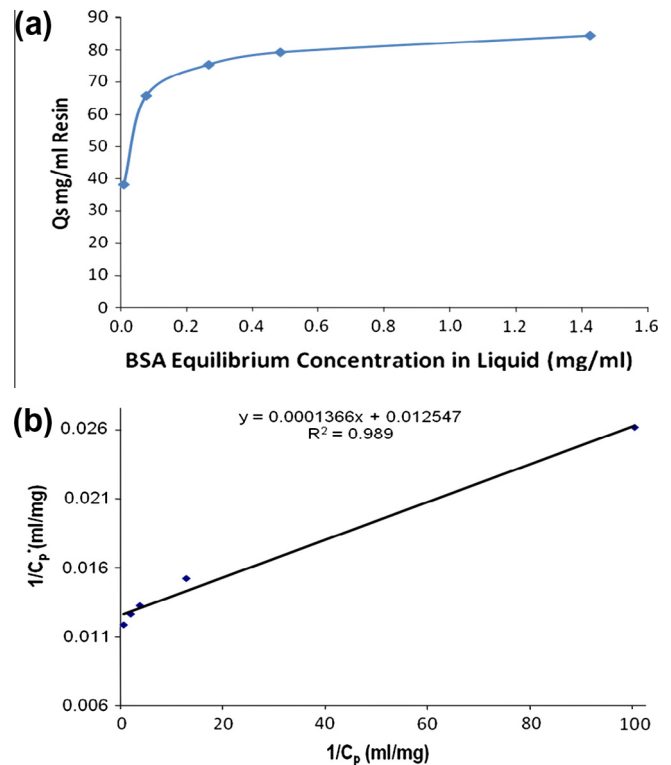 (a)
90
80
70
60
50
40
30
20
10
0
Qs mg/ml Resin
0.0 0.2 0.4 0.6 0.8 1.0 1.2 1.4 1.6
BSA Equilibrium Concentration in Liquid (mg/ml)
(b)
y = 0.0001366x + 0.012547
R² = 0.989
0.026
0.021
0.016
0.011
0.006
1/Cp* (ml/mg)
0 20 40 60 80 100
1/Cp (ml/mg)